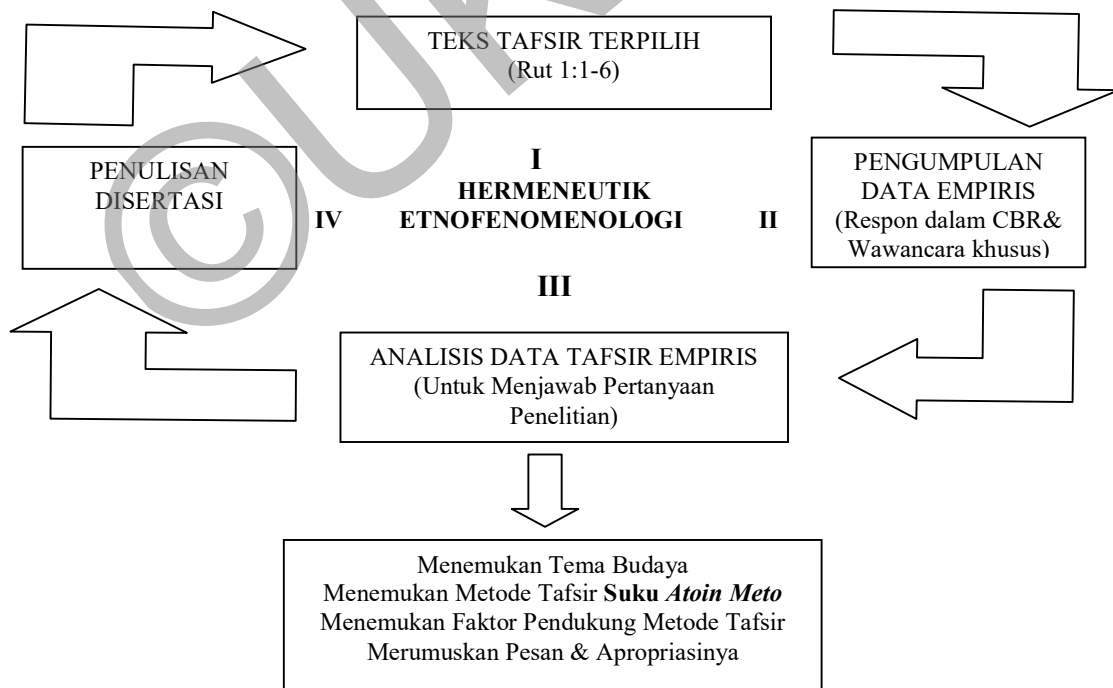 TEKS TAFSIR TERPILIH
(Rut 1:1-6)
I
HERMENEUTIK
ETNOFENOMENOLOGI
II
PENGUMPULAN
DATA EMPIRIS
(Respon dalam CBR&
Wawancara khusus)
III
ANALISIS DATA TAFSIR EMPIRIS
(Untuk Menjawab Pertanyaan
Penelitian)
IV
PENULISAN
DISERTASI
Menemukan Tema Budaya
Menemukan Metode Tafsir Suku Atoin Meto
Menemukan Faktor Pendukung Metode Tafsir
Merumuskan Pesan & Apropriasinya